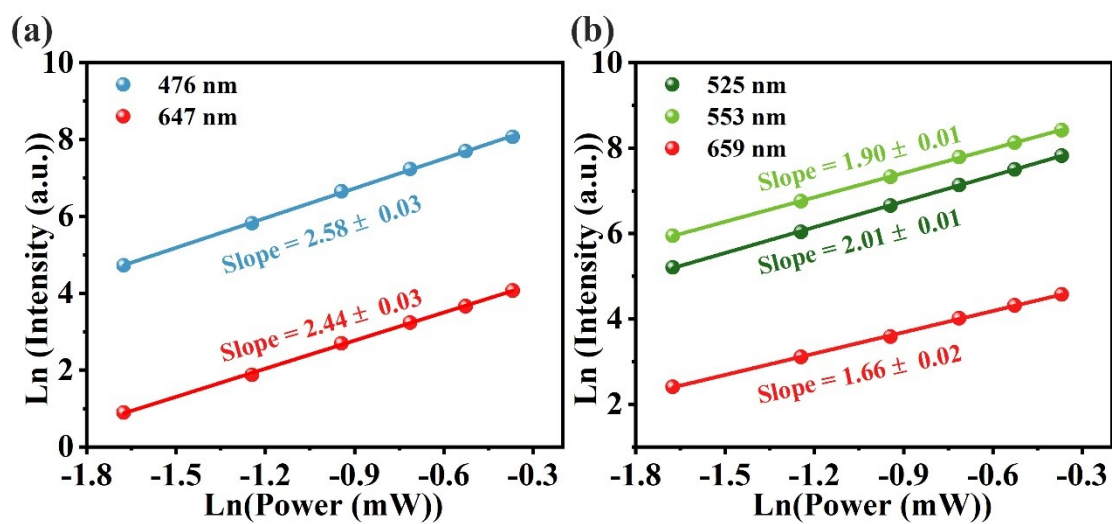 (a)
Ln (Intensity (a.u.))
10
8
6
4
2
0
476 nm
647 nm
Slope = 2.58 ± 0.03
Slope = 2.44 ± 0.03
-1.8 -1.5 -1.2 -0.9 -0.6 -0.3
Ln(Power (mW))
(b)
Ln (Intensity (a.u.))
10
8
6
4
2
525 nm
553 nm
659 nm
Slope = 1.90 ± 0.01
Slope = 2.01 ± 0.01
Slope = 1.66 ± 0.02
-1.8 -1.5 -1.2 -0.9 -0.6 -0.3
Ln(Power (mW))